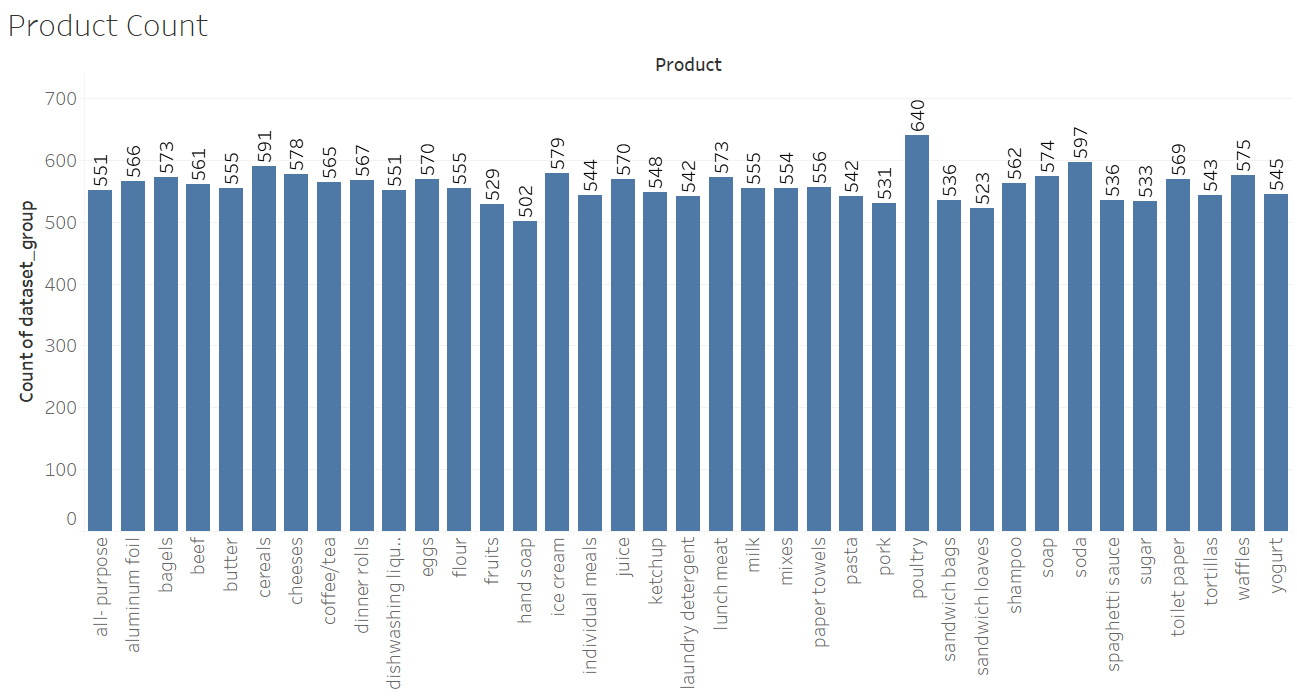 Product Count
Product
Count of dataset_group
700
600
500
400
300
200
100
0
551
566
573
561
555
591
578
565
567
551
570
555
529
502
579
544
570
548
542
573
555
554
556
542
531
640
536
523
562
574
597
536
533
569
543
575
545
all- purpose
aluminum foil
bagels
beef
butter
cereals
cheeses
coffee/tea
dinner rolls
dishwashing liqu..
eggs
flour
fruits
hand soap
ice cream
individual meals
juice
ketchup
laundry detergent
lunch meat
milk
mixes
paper towels
pasta
pork
poultry
sandwich bags
sandwich loaves
shampoo
soap
soda
spaghetti sauce
sugar
toilet paper
tortillas
waffles
yogurt